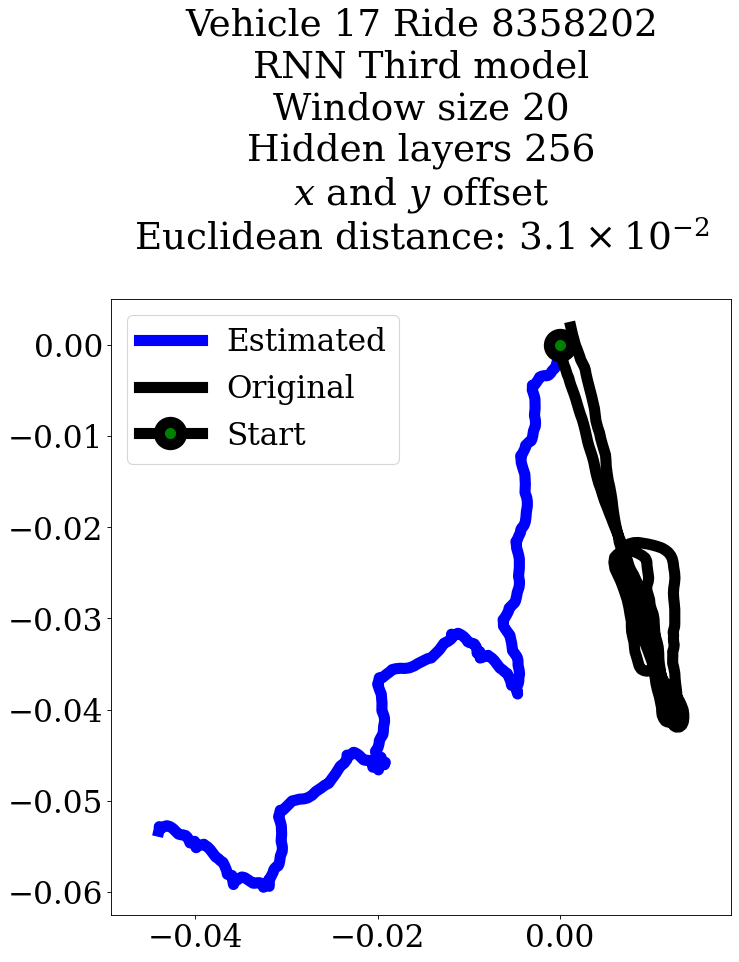 Vehicle 17 Ride 8358202
RNN Third model
Window size 20
Hidden layers 256
x and y offset
Euclidean distance: 3.1 × 10⁻²
Estimated
Original
Start
0.00
−0.01
−0.02
−0.03
−0.04
−0.05
−0.06
−0.04
−0.02
0.00